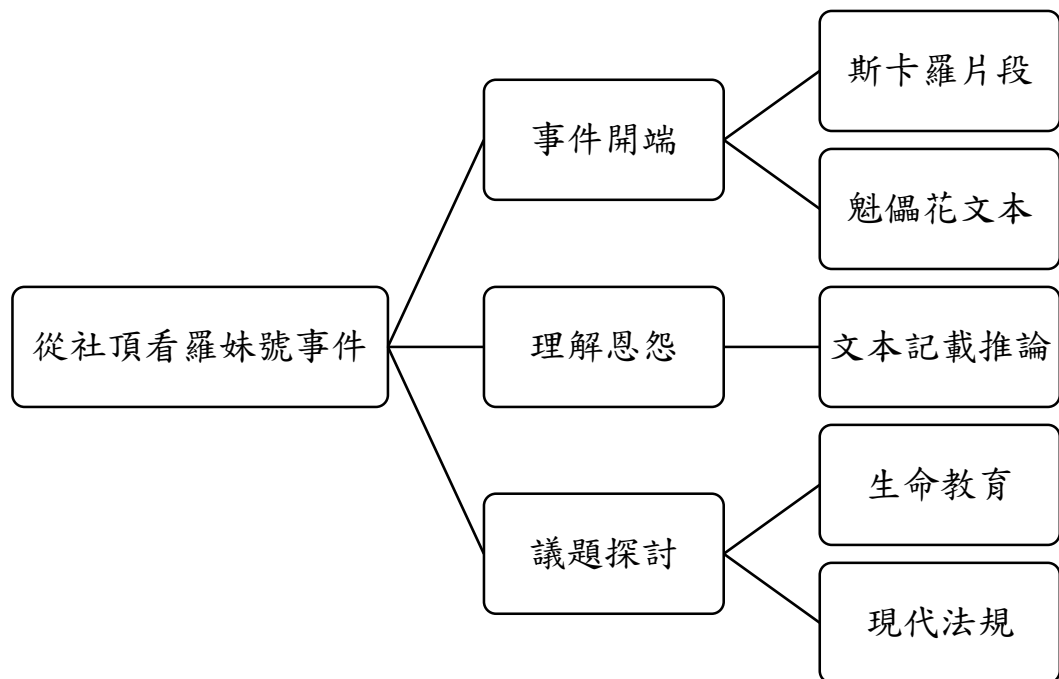 從社頂看羅妹號事件
事件開端
斯卡羅片段
魁儡花文本
理解恩怨
文本記載推論
議題探討
生命教育
現代法規